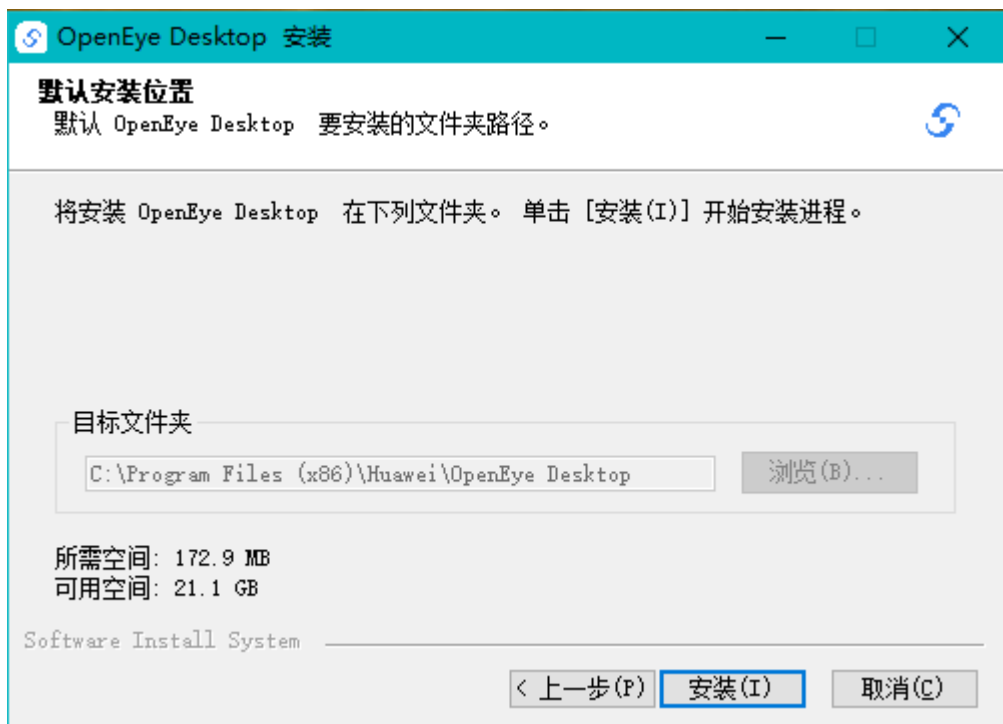 OpenEye Desktop 安装
默认安装位置
默认 OpenEye Desktop 要安装的文件夹路径。
将安装 OpenEye Desktop 在下列文件夹。 单击 [安装(I)] 开始安装进程。
目标文件夹
C:\Program Files (x86)\Huawei\OpenEye Desktop
浏览(B)...
所需空间: 172.9 MB
可用空间: 21.1 GB
Software Install System
< 上一步(P) 安装(I) 取消(C)